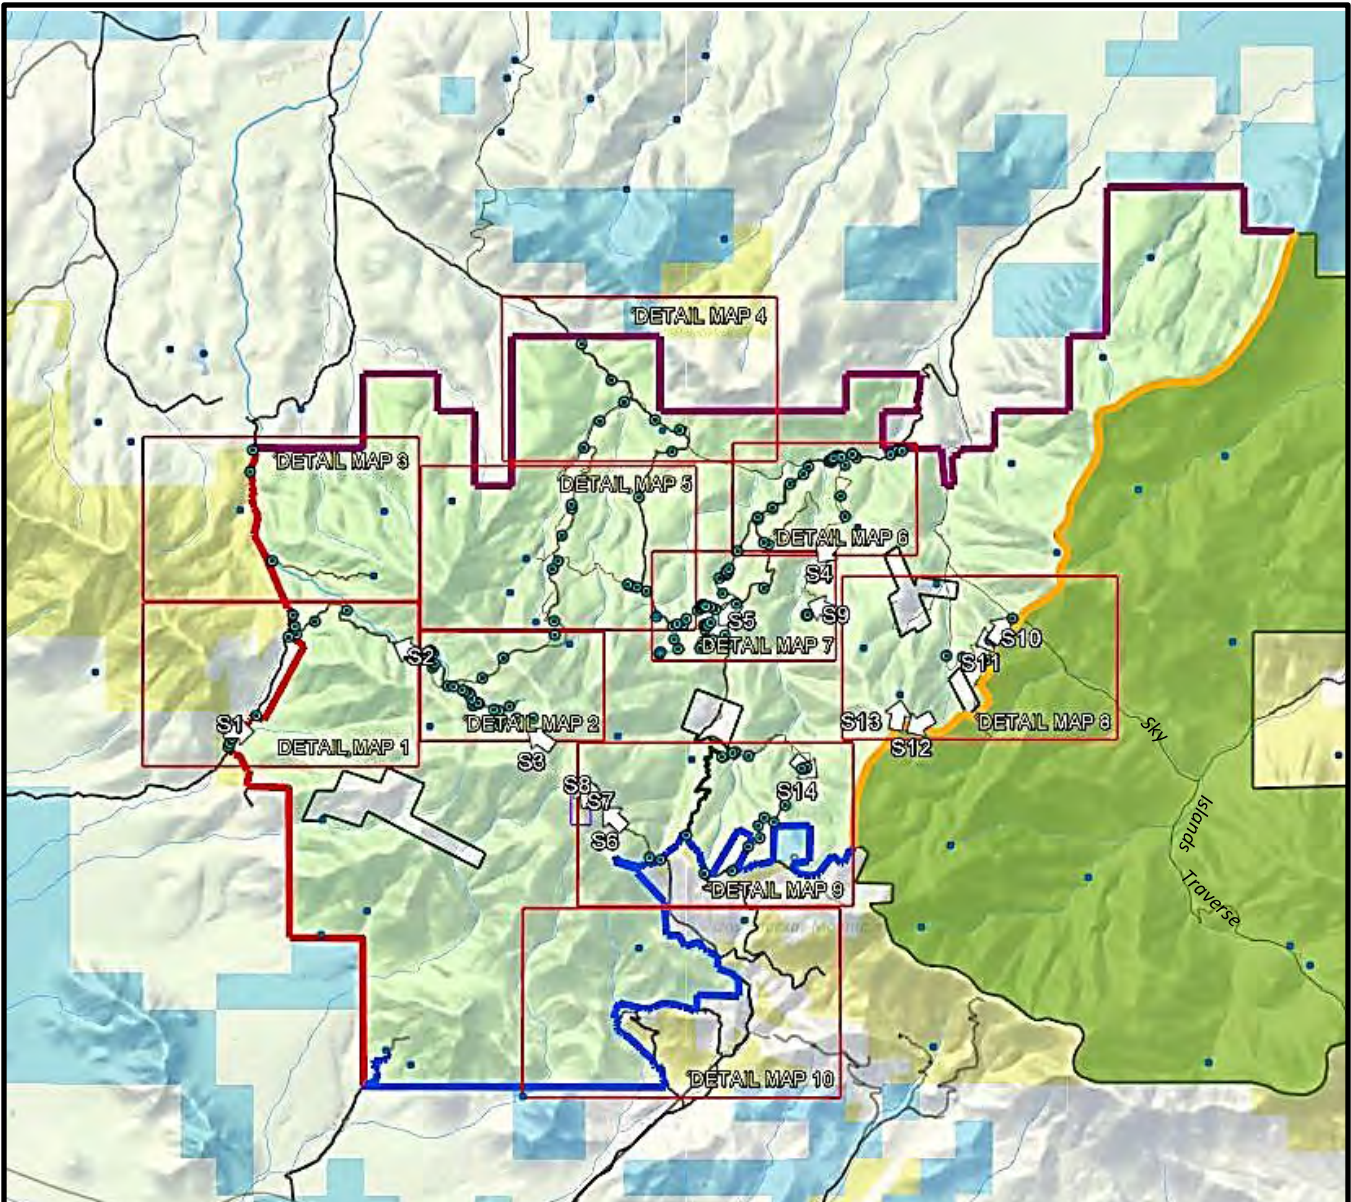 DETAIL MAP 4
DETAIL MAP 3
DETAIL MAP 5
DETAIL MAP 6
S4
S9
S5
DETAIL MAP 7
S10
S2
S11
S1
DETAIL MAP 1
DETAIL MAP 2
S3
S13
S12
DETAIL MAP 8
Sky
Islands
Traverse
S8
S7
S6
S14
DETAIL MAP 9
DETAIL MAP 10